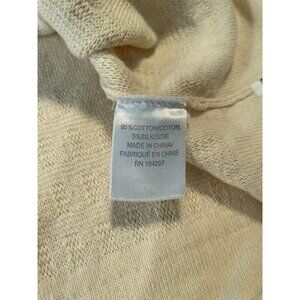 95%COTTON/COTON,
5%SILK/SOIE
MADE IN CHINA/
FABRIQUÉ EN CHINE
RN 104297